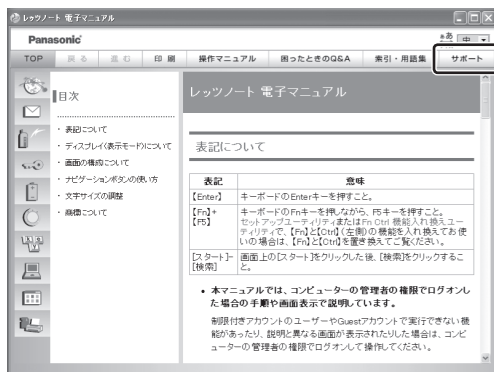 レッツノート 電子マニュアル
Panasonic
あ あ 中
TOP 戻る 進む 印 刷 操作マニュアル 困ったときのQ&A 索引・用語集 サポート
目次
・ 表記について
・ ディスプレイ(表示モード)について
・ 画面の構成について
・ ナビゲーションボタンの使い方
・ 文字サイズの調整
・ 商標について
レッツノート 電子マニュアル
表記について
表記 意味
【Enter】 キーボードのEnterキーを押すこと。
【Fn】+【F5】 キーボードのFnキーを押しながら、F5キーを押すこと。
セットアップユーティリティまたはFn Ctrl 機能入れ換えユー
ティリティで、【Fn】と【Ctrl】(左側)の機能を入れ換えてお使
いの場合は、【Fn】と【Ctrl】を置き換えてご覧ください。
[スタート]-[検索] 画面上の[スタート]をクリックした後、[検索]をクリックするこ
と。
• 本マニュアルでは、コンピューターの管理者の権限でログオンし
た場合の手順や画面表示で説明しています。
制限付きアカウントのユーザーやGuestアカウントで実行できない機
能があったり、説明と異なる画面が表示されたりした場合は、コンピ
ューターの管理者の権限でログオンして操作してください。